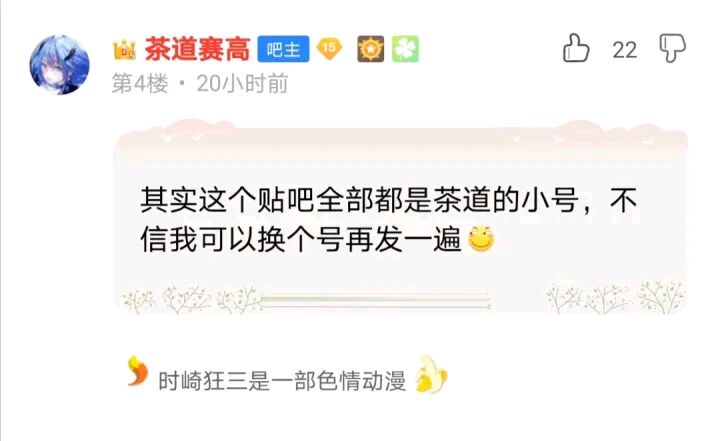 茶道赛高 吧主 15
22
第4楼 • 20小时前
其实这个贴吧全部都是茶道的小号，不
信我可以换个号再发一遍
时崎狂三是一部色情动漫